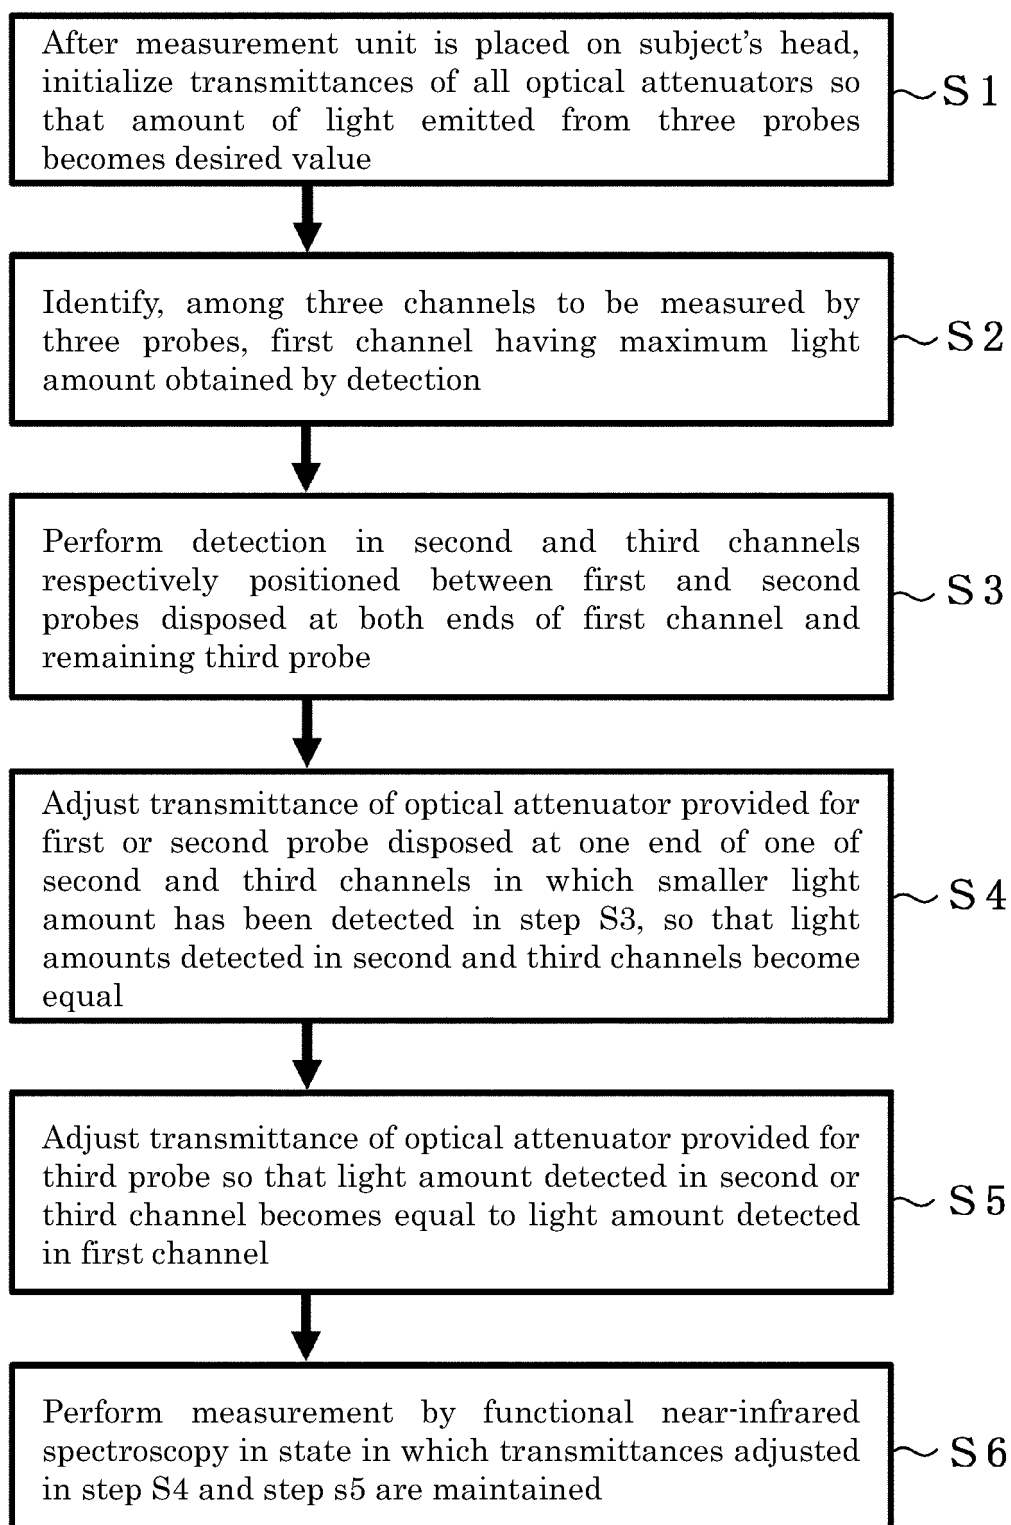 After measurement unit is placed on subject's head,
initialize transmittances of all optical attenuators so
that amount of light emitted from three probes
becomes desired value
S1
Identify, among three channels to be measured by
three probes, first channel having maximum light
amount obtained by detection
S2
Perform detection in second and third channels
respectively positioned between first and second
probes disposed at both ends of first channel and
remaining third probe
S3
Adjust transmittance of optical attenuator provided for
first or second probe disposed at one end of one of
second and third channels in which smaller light
amount has been detected in step S3, so that light
amounts detected in second and third channels become
equal
S4
Adjust transmittance of optical attenuator provided for
third probe so that light amount detected in second or
third channel becomes equal to light amount detected
in first channel
S5
Perform measurement by functional near-infrared
spectroscopy in state in which transmittances adjusted
in step S4 and step s5 are maintained
S6